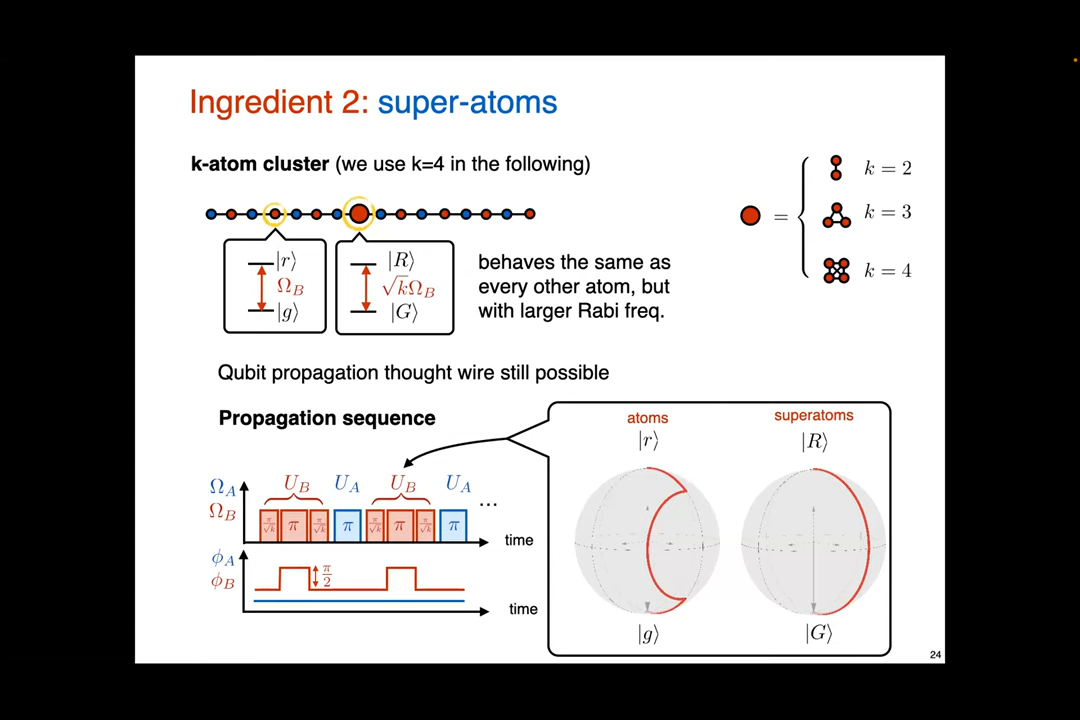 Ingredient 2: super-atoms
k-atom cluster (we use k=4 in the following)
k = 2
= k = 3
k = 4
|r⟩ |R⟩
Ω_B √kΩ_B
|g⟩ |G⟩
behaves the same as
every other atom, but
with larger Rabi freq.
Qubit propagation thought wire still possible
Propagation sequence
atoms superatoms
|r⟩ |R⟩
Ω_A U_B U_A U_B U_A
Ω_B π/√k π π/√k π π/√k π π/√k π ...
time
ϕ_A
ϕ_B π/2
time
|g⟩ |G⟩
24